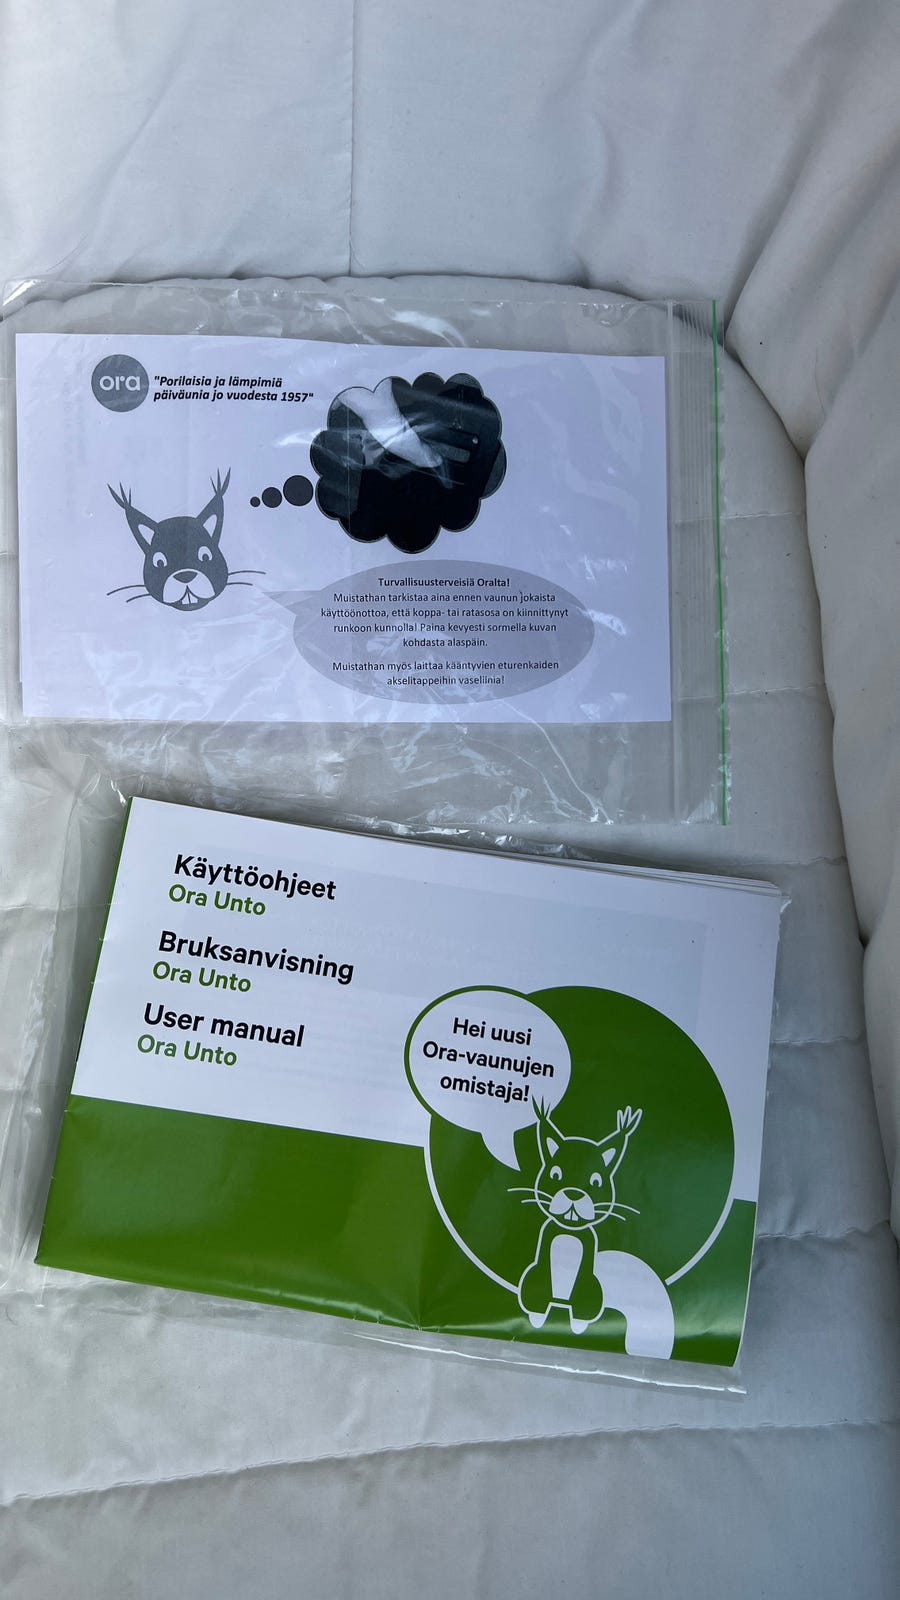 ora
"Porilaisia ja lämpimiä
päiväunia jo vuodesta 1957"
Turvallisuusterveisiä Oralta!
Muistathan tarkistaa aina ennen vaunun jokaista
käyttöönottoa, että koppa- tai ratasosa on kiinnittynyt
runkoon kunnolla! Paina kevyesti sormella kuvan
kohdasta alaspäin.
Muistathan myös laittaa kääntyvien eturenkaiden
akselitappeihin vaseliinia!
Käyttöohjeet
Ora Unto
Bruksanvisning
Ora Unto
User manual
Ora Unto
Hei uusi
Ora-vaunujen
omistaja!